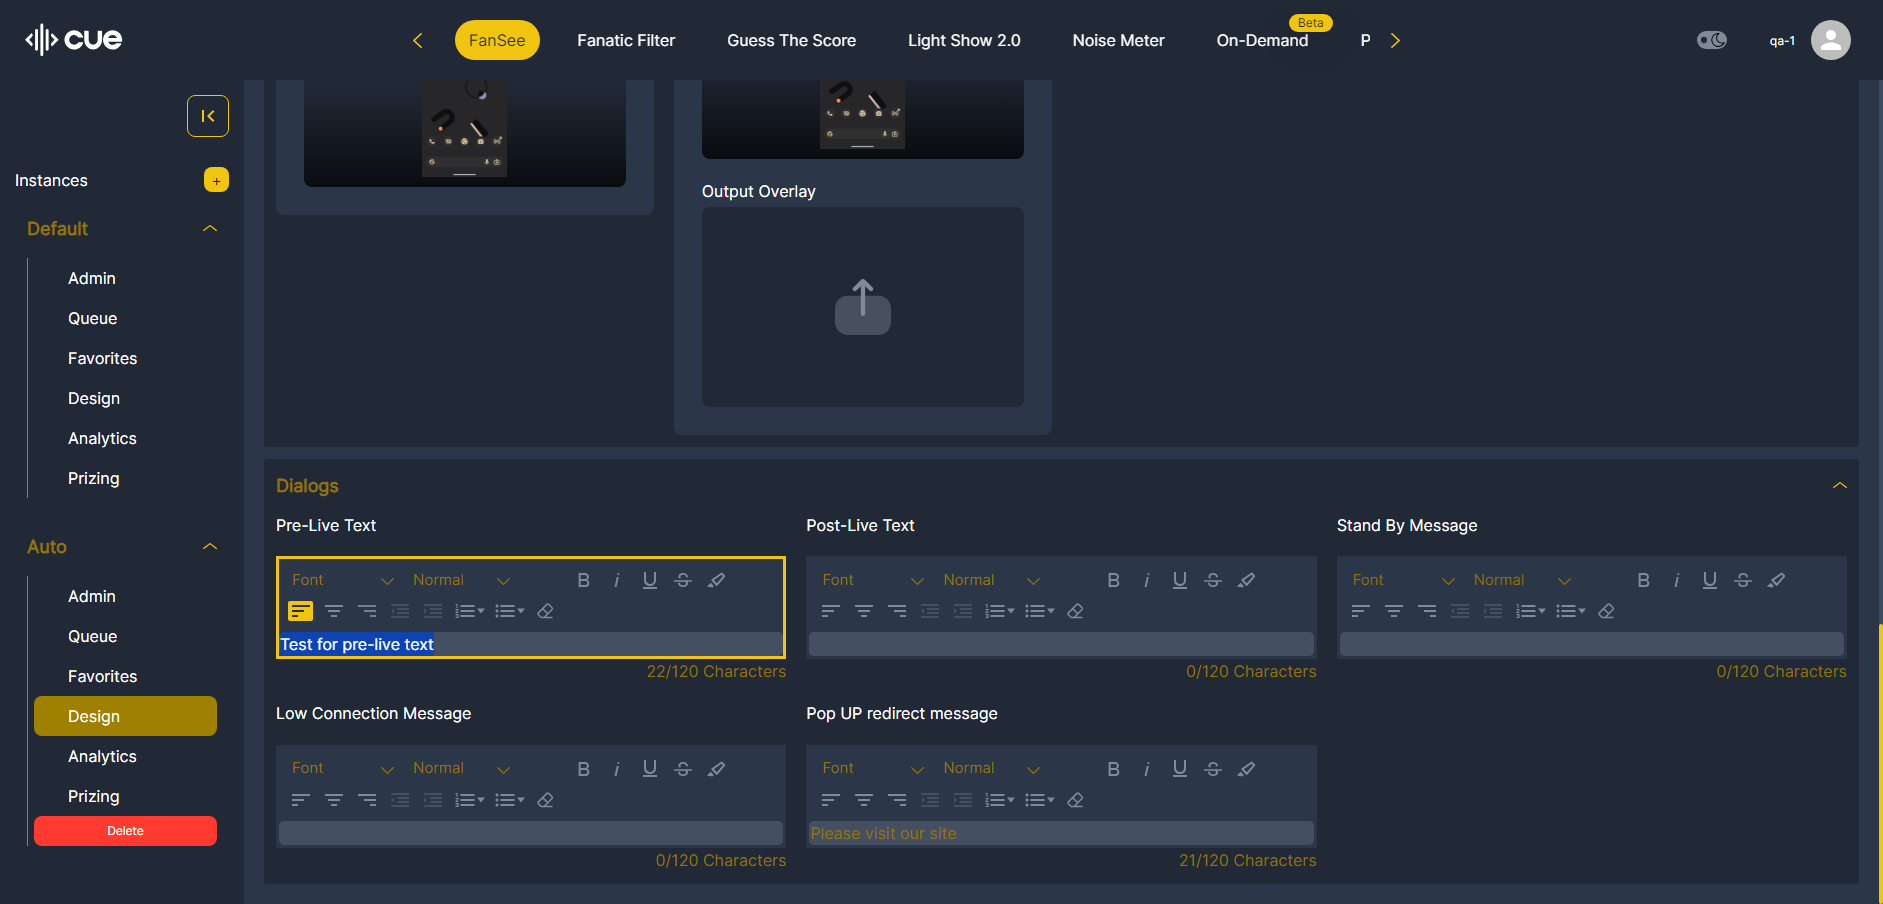 cue
FanSee
Fanatic Filter
Guess The Score
Light Show 2.0
Noise Meter
On-Demand
Beta
P
qa-1
Instances
+
Default
Admin
Queue
Favorites
Design
Analytics
Prizing
Auto
Admin
Queue
Favorites
Design
Analytics
Prizing
Delete
Output Overlay
Dialogs
Pre-Live Text
Font Normal B i U S
Test for pre-live text
22/120 Characters
Post-Live Text
Font Normal B i U S
0/120 Characters
Stand By Message
Font Normal B i U S
0/120 Characters
Low Connection Message
Font Normal B i U S
0/120 Characters
Pop UP redirect message
Font Normal B i U S
Please visit our site
21/120 Characters